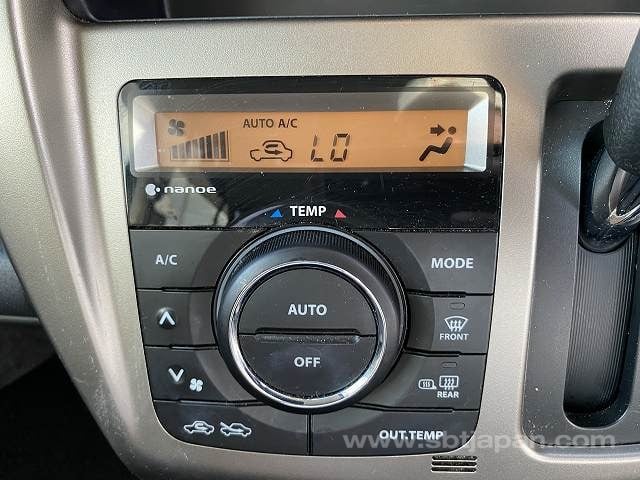 AUTO A/C
LO
nanoe
TEMP
A/C
MODE
AUTO
OFF
FRONT
REAR
OUT TEMP
www.sbtjapan.com